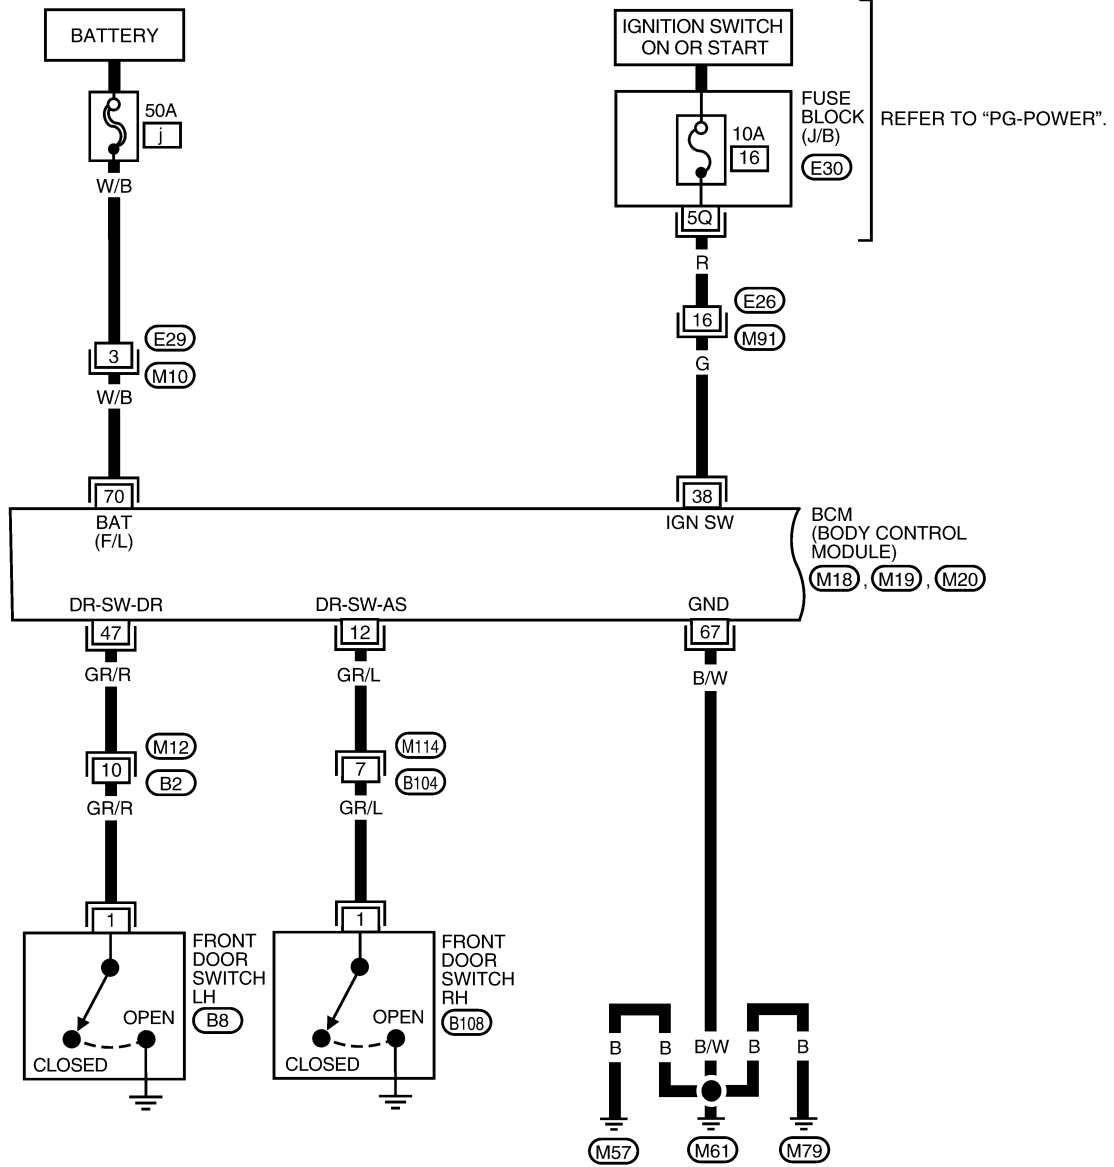 BATTERY
50A
j
W/B
3
E29
M10
W/B
70
BAT
(F/L)
IGNITION SWITCH
ON OR START
FUSE
BLOCK
(J/B)
E30
10A
16
5Q
REFER TO “PG-POWER”.
R
16
E26
M91
G
38
IGN SW
BCM
(BODY CONTROL
MODULE)
M18 , M19 , M20
DR-SW-DR
47
GR/R
10
M12
B2
GR/R
1
FRONT
DOOR
SWITCH
LH
B8
OPEN
CLOSED
DR-SW-AS
12
GR/L
7
M114
B104
GR/L
1
FRONT
DOOR
SWITCH
RH
B108
OPEN
CLOSED
GND
67
B/W
B B B/W B B
M57 M61 M79